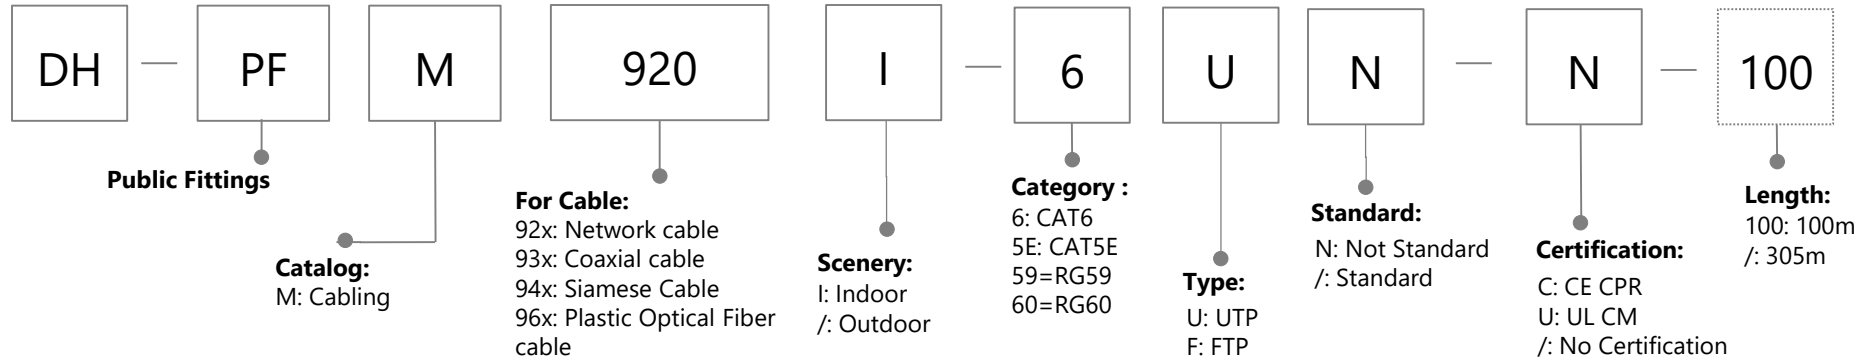 DH — PF M 920 I — 6 U N — N — 100
Public Fittings
Catalog:
M: Cabling
For Cable:
92x: Network cable
93x: Coaxial cable
94x: Siamese Cable
96x: Plastic Optical Fiber
cable
Scenery:
I: Indoor
/: Outdoor
Category :
6: CAT6
5E: CAT5E
59=RG59
60=RG60
Type:
U: UTP
F: FTP
Standard:
N: Not Standard
/: Standard
Certification:
C: CE CPR
U: UL CM
/: No Certification
Length:
100: 100m
/: 305m